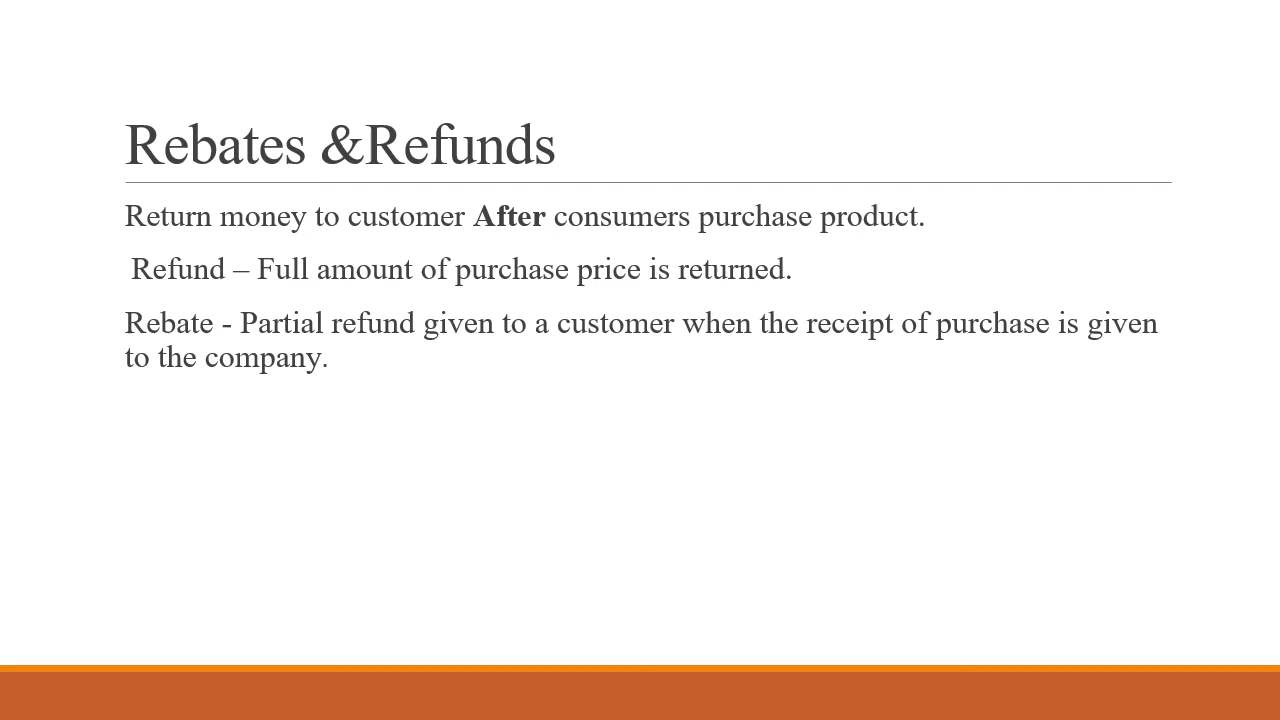 Rebates &Refunds
Return money to customer After consumers purchase product.
Refund – Full amount of purchase price is returned.
Rebate - Partial refund given to a customer when the receipt of purchase is given
to the company.